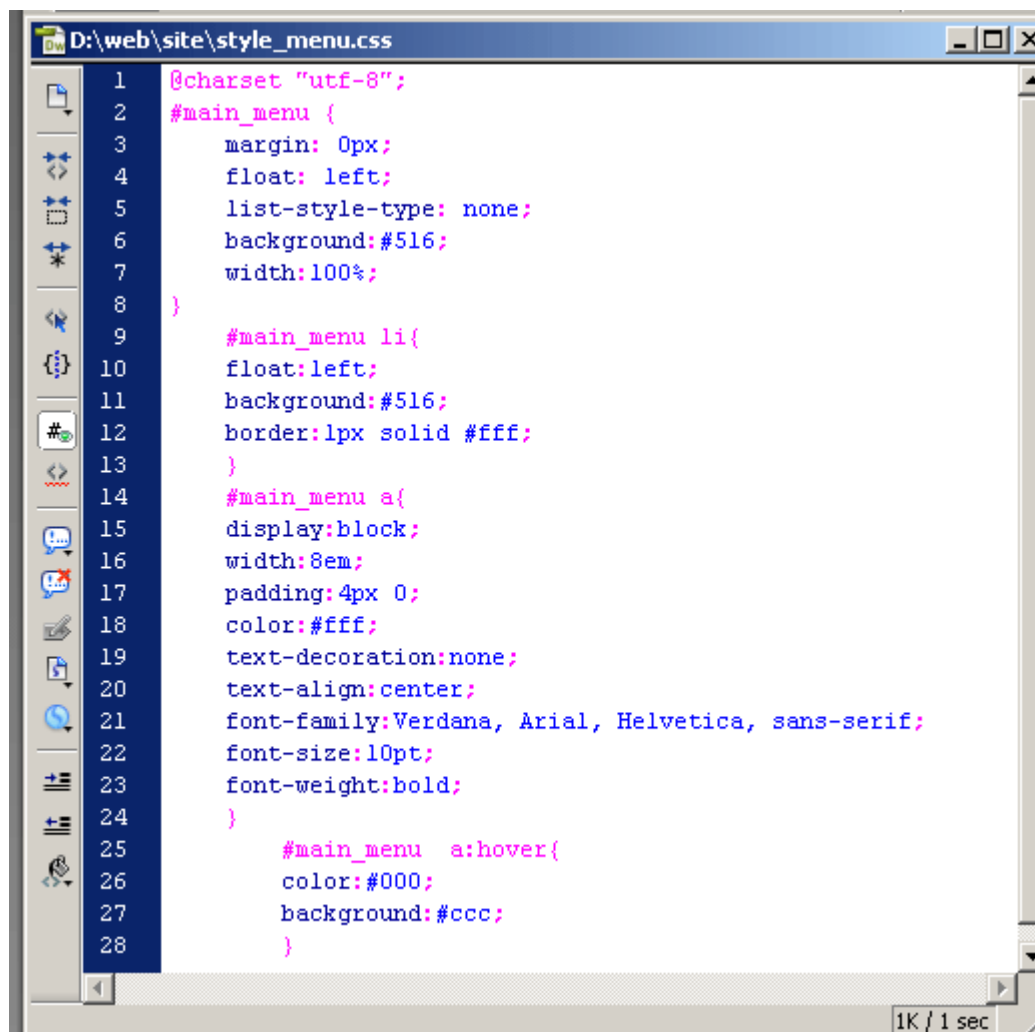 D:\web\site\style_menu.css
1 @charset "utf-8";
2 #main_menu {
3 margin: 0px;
4 float: left;
5 list-style-type: none;
6 background:#516;
7 width:100%;
8 }
9 #main_menu li{
10 float:left;
11 background:#516;
12 border:1px solid #fff;
13 }
14 #main_menu a{
15 display:block;
16 width:8em;
17 padding:4px 0;
18 color:#fff;
19 text-decoration:none;
20 text-align:center;
21 font-family:Verdana, Arial, Helvetica, sans-serif;
22 font-size:10pt;
23 font-weight:bold;
24 }
25 #main_menu  a:hover{
26 color:#000;
27 background:#ccc;
28 }
1K / 1 sec